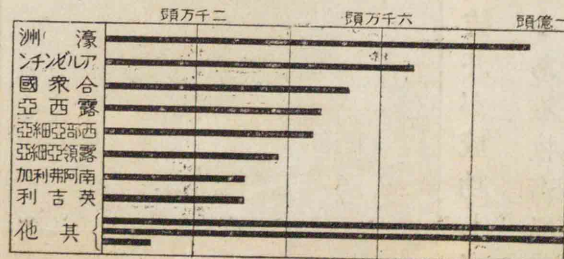 二千万頭
六千万頭
一億頭
濠洲
アルゼンチン
合衆國
露西亞
西部亞細亞
露領亞細亞
南阿弗利加
英吉利
其他